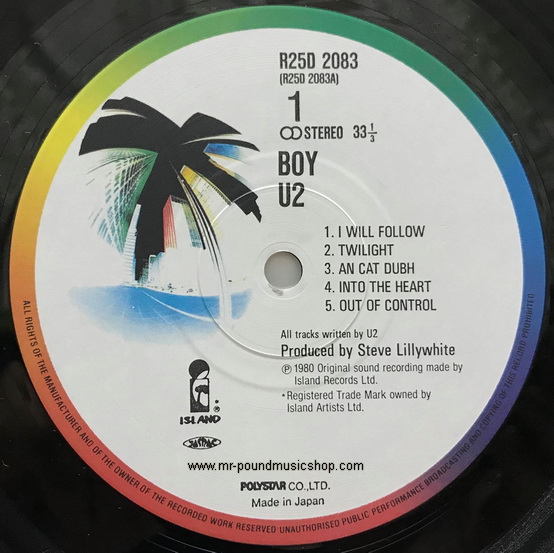 R25D 2083
(R25D 2083A)
1
STEREO 33 1/3
BOY
U2
1. I WILL FOLLOW
2. TWILIGHT
3. AN CAT DUBH
4. INTO THE HEART
5. OUT OF CONTROL
All tracks written by U2
Produced by Steve Lillywhite
Ⓟ 1980 Original sound recording made by
Island Records Ltd.
*Registered Trade Mark owned by
Island Artists Ltd.
ISLAND®
www.mr-poundmusicshop.com
POLYSTAR CO.,LTD.
Made in Japan
ALL RIGHTS OF THE MANUFACTURER AND OF THE OWNER OF THE RECORDED WORK RESERVED UNAUTHORISED PUBLIC PERFORMANCE BROADCASTING AND COPYING OF THIS RECORD PROHIBITED